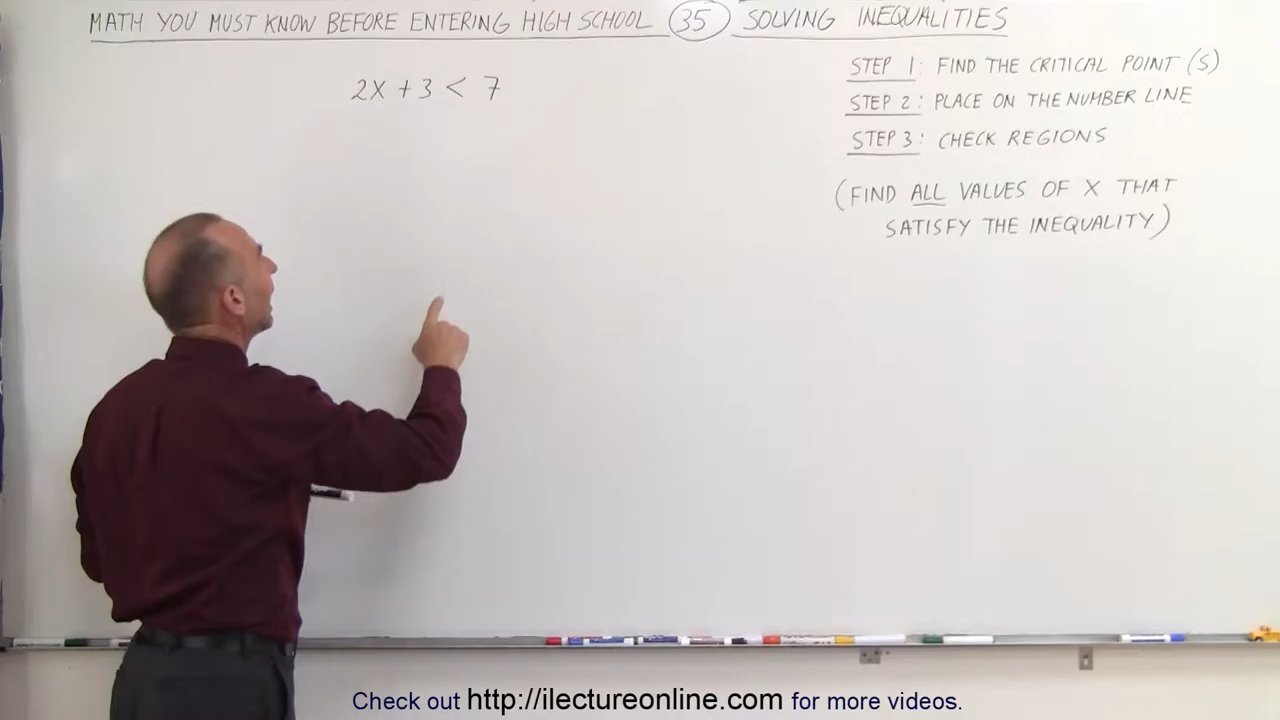 MATH YOU MUST KNOW BEFORE ENTERING HIGH SCHOOL 35 SOLVING INEQUALITIES
2X + 3 < 7
STEP 1: FIND THE CRITICAL POINT (S)
STEP 2: PLACE ON THE NUMBER LINE
STEP 3: CHECK REGIONS
(FIND ALL VALUES OF X THAT
SATISFY THE INEQUALITY)
Check out http://ilectureonline.com for more videos.